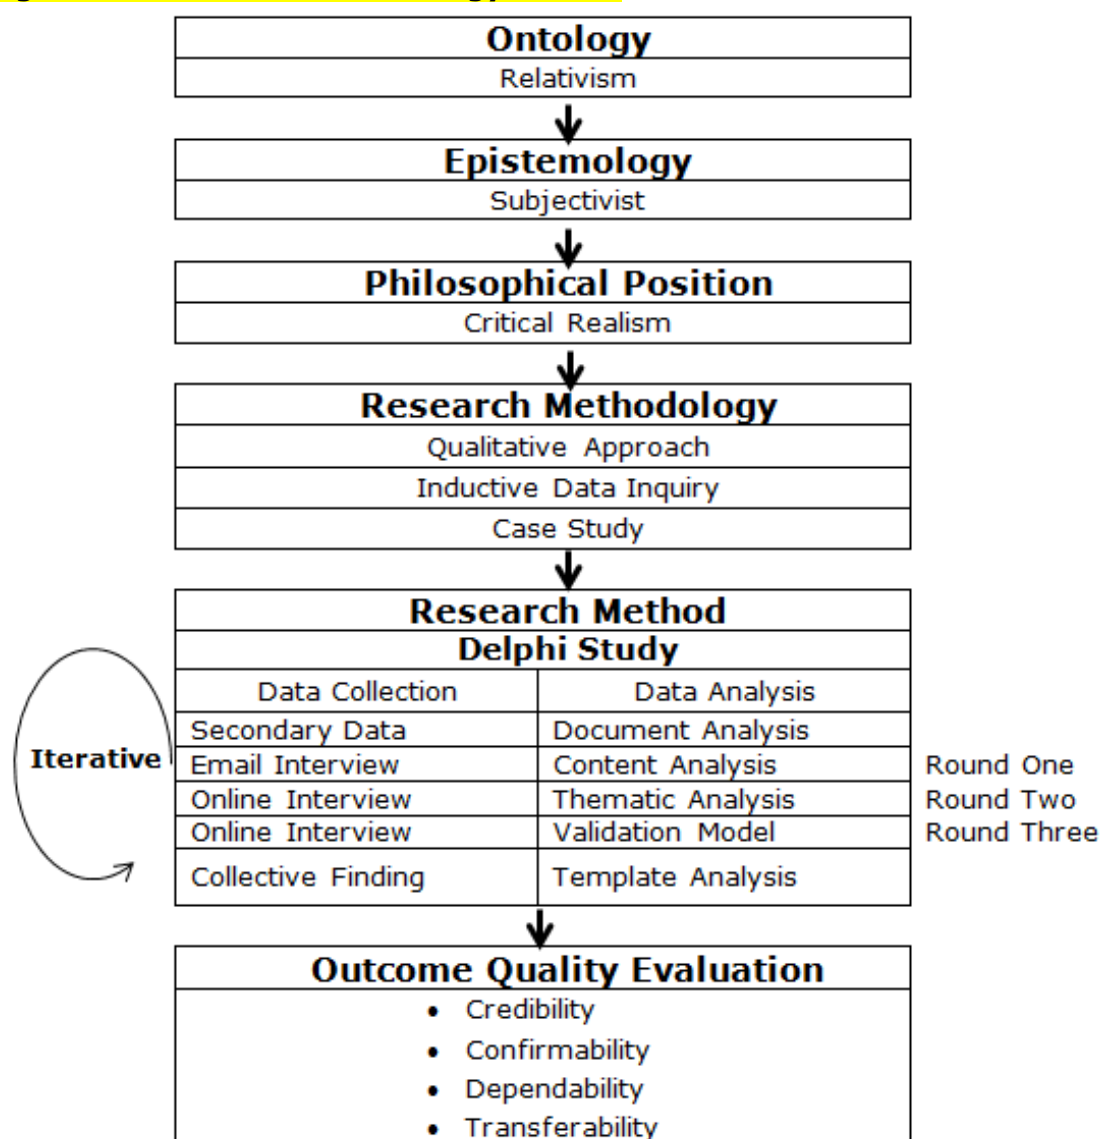 Ontology
Relativism
Epistemology
Subjectivist
Philosophical Position
Critical Realism
Research Methodology
Qualitative Approach
Inductive Data Inquiry
Case Study
Research Method
Delphi Study
Data Collection Data Analysis
Secondary Data Document Analysis
Iterative Email Interview Content Analysis Round One
Online Interview Thematic Analysis Round Two
Online Interview Validation Model Round Three
Collective Finding Template Analysis
Outcome Quality Evaluation
• Credibility
• Confirmability
• Dependability
• Transferability